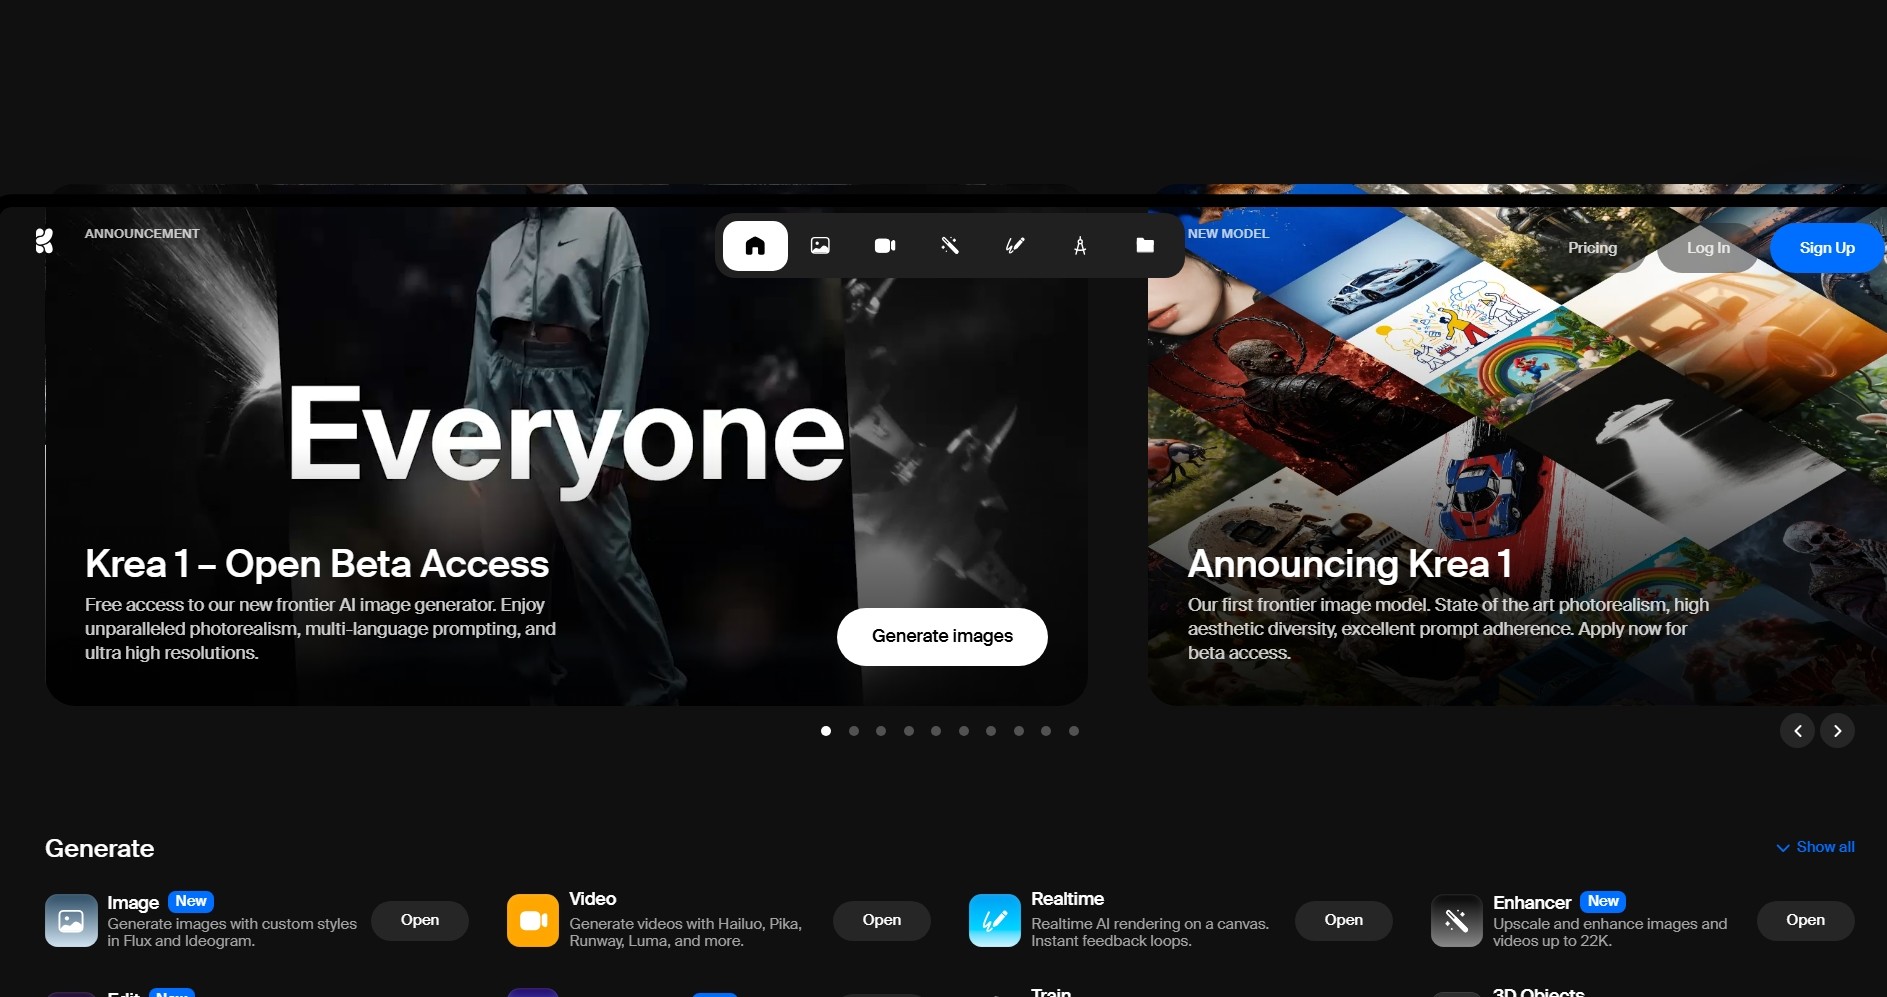 ANNOUNCEMENT
NEW MODEL
Pricing
Log In
Sign Up
Everyone
Krea 1 – Open Beta Access
Free access to our new frontier AI image generator. Enjoy
unparalleled photorealism, multi-language prompting, and
ultra high resolutions.
Generate images
Announcing Krea 1
Our first frontier image model. State of the art photorealism, high
aesthetic diversity, excellent prompt adherence. Apply now for
beta access.
Generate
Show all
Image New
Generate images with custom styles
in Flux and Ideogram.
Open
Video
Generate videos with Hailuo, Pika,
Runway, Luma, and more.
Open
Realtime
Realtime AI rendering on a canvas.
Instant feedback loops.
Open
Enhancer New
Upscale and enhance images and
videos up to 22K.
Open
Edit New
Train
3D Objects